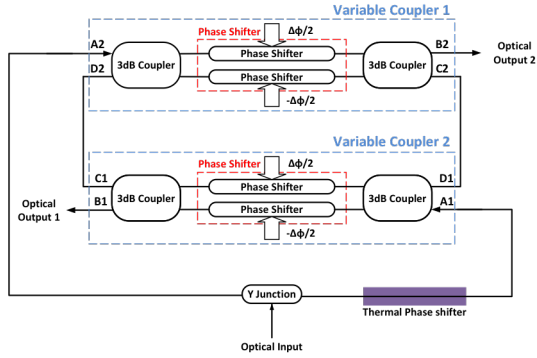 Variable Coupler 1
Phase Shifter
Δϕ/2
A2
B2
Phase Shifter
3dB Coupler
3dB Coupler
Optical
Output 2
D2
C2
Phase Shifter
-Δϕ/2
Variable Coupler 2
Phase Shifter
Δϕ/2
C1
D1
Phase Shifter
3dB Coupler
3dB Coupler
Optical
Output 1
B1
A1
Phase Shifter
-Δϕ/2
Y Junction
Thermal Phase shifter
Optical Input